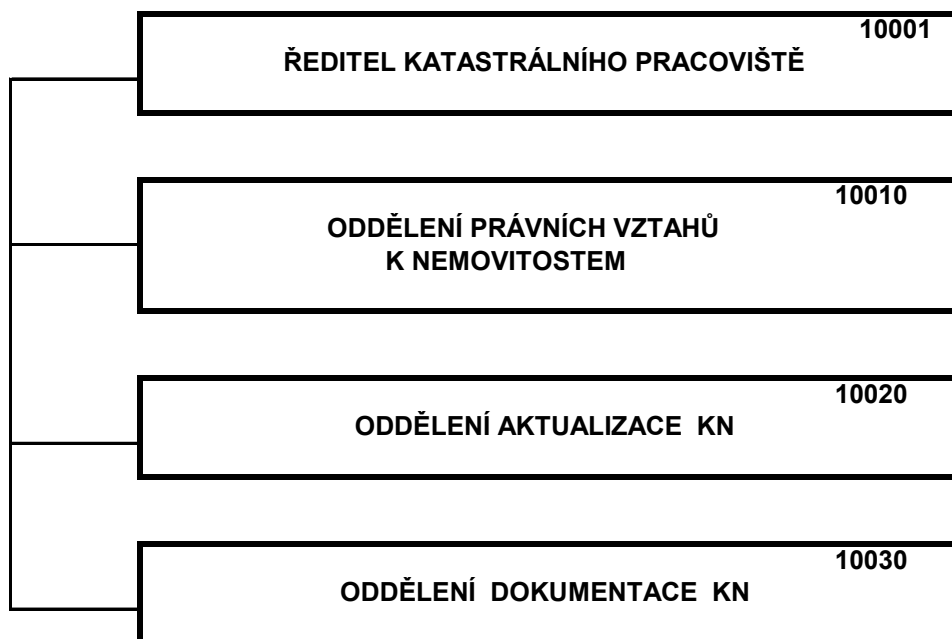 10001
ŘEDITEL KATASTRÁLNÍHO PRACOVIŠTĚ
10010
ODDĚLENÍ PRÁVNÍCH VZTAHŮ
K NEMOVITOSTEM
10020
ODDĚLENÍ AKTUALIZACE KN
10030
ODDĚLENÍ DOKUMENTACE KN